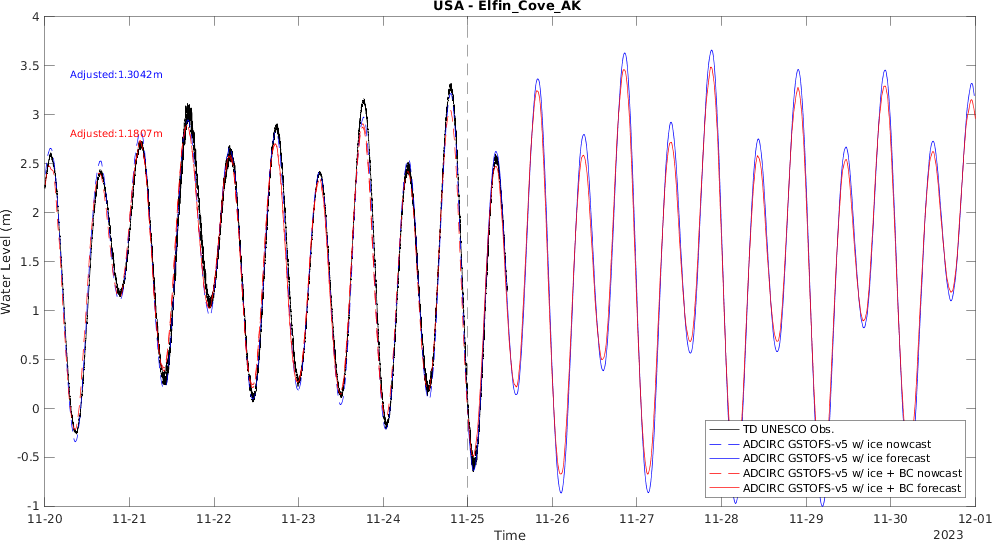 USA - Elfin_Cove_AK
Adjusted:1.3042m
Adjusted:1.1807m
Water Level (m)
4
3.5
3
2.5
2
1.5
1
0.5
0
-0.5
-1
TD UNESCO Obs.
ADCIRC GSTOFS-v5 w/ ice nowcast
ADCIRC GSTOFS-v5 w/ ice forecast
ADCIRC GSTOFS-v5 w/ ice + BC nowcast
ADCIRC GSTOFS-v5 w/ ice + BC forecast
11-20 11-21 11-22 11-23 11-24 11-25 11-26 11-27 11-28 11-29 11-30 12-01
Time
2023